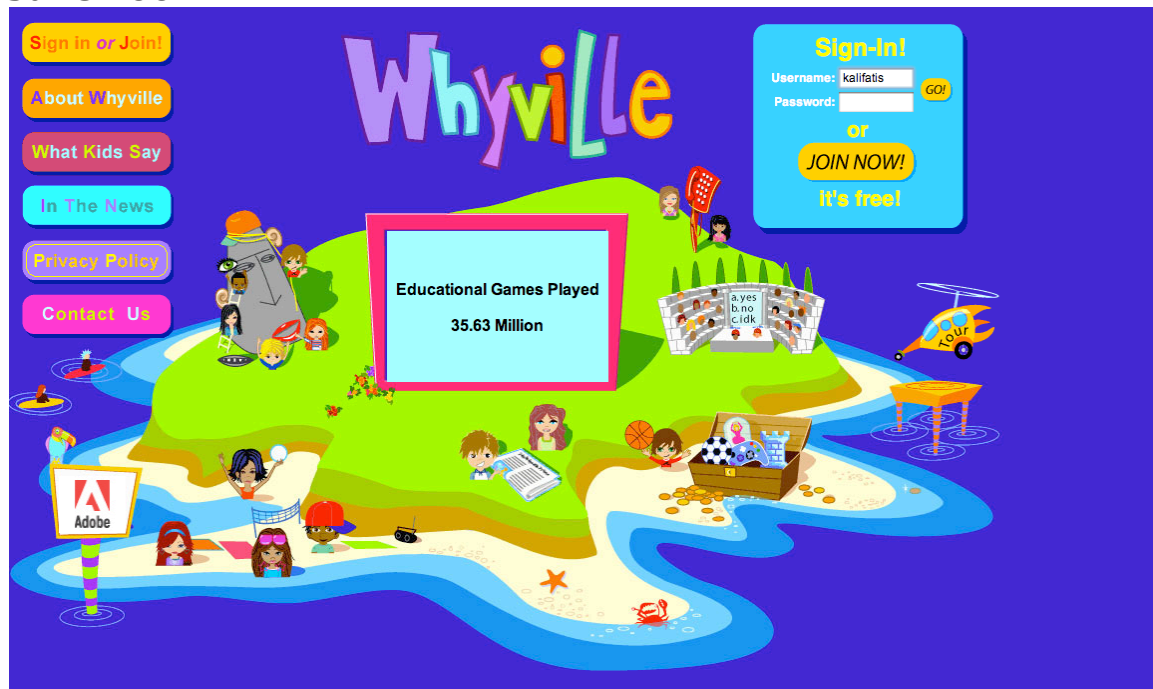 Sign in or Join!
About Whyville
What Kids Say
In The News
Privacy Policy
Contact Us
Whyville
Sign-In!
Username: kalifatis
Password:
GO!
or
JOIN NOW!
it's free!
Educational Games Played
35.63 Million
a.yes
b.no
c.idk
Tour
Adobe